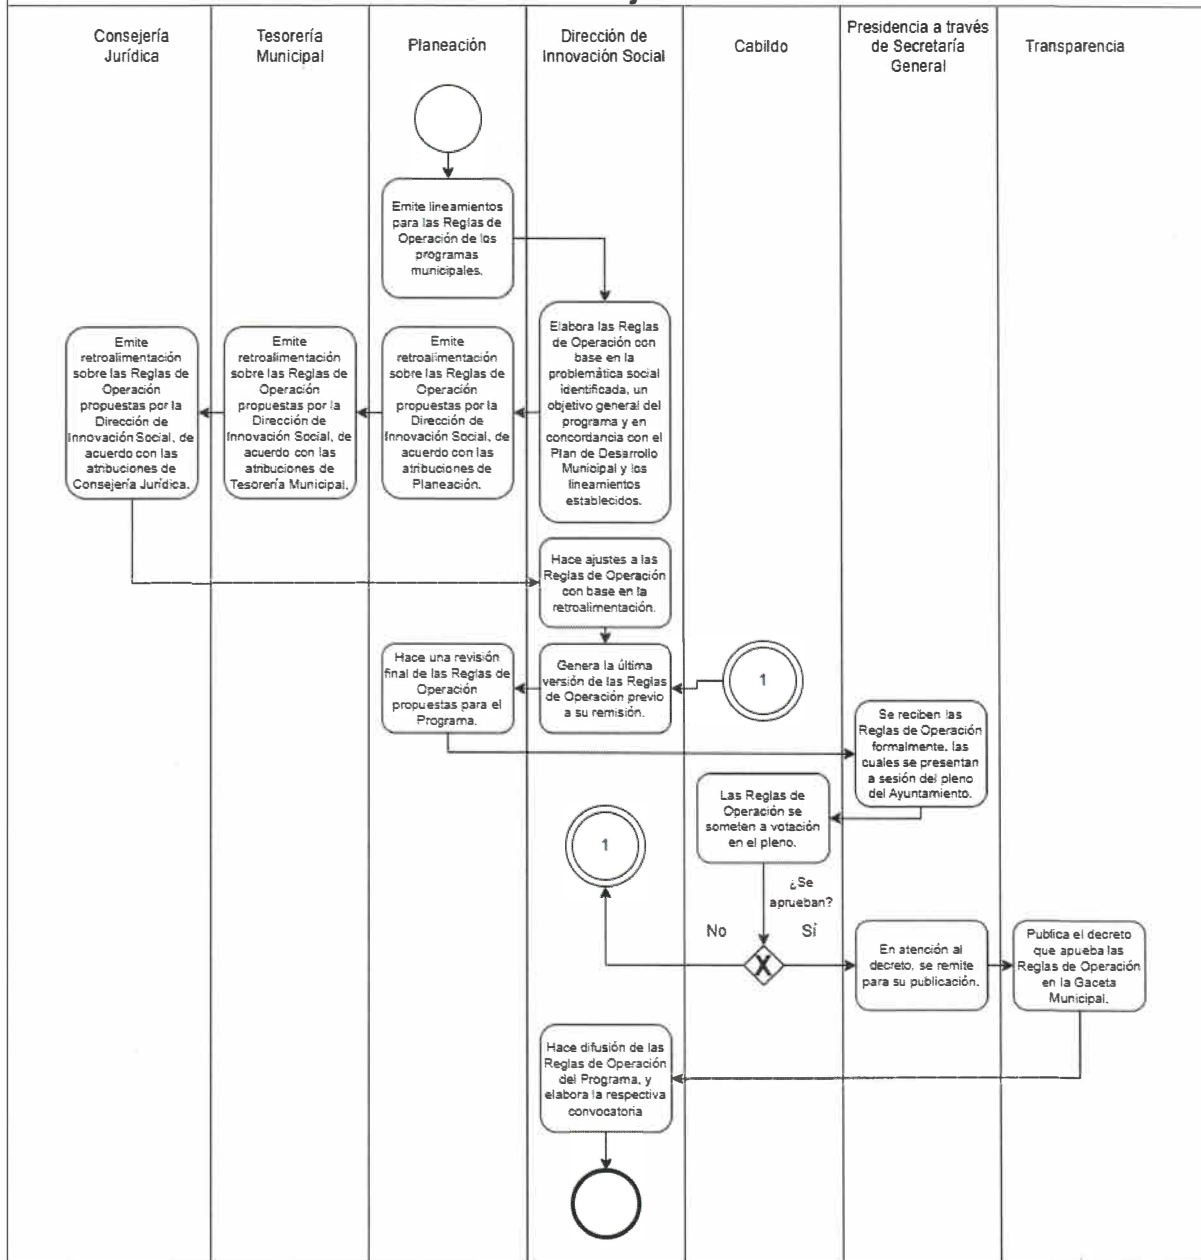 Consejería
Jurídica
Tesorería
Municipal
Planeación
Dirección de
Innovación Social
Cabildo
Presidencia a través
de Secretaría
General
Transparencia
Emite lineamientos
para las Reglas de
Operación de los
programas
municipales.
Elabora las Reglas
de Operación con
base en la
problemática social
identificada, un
objetivo general del
programa y en
concordancia con el
Plan de Desarrollo
Municipal y los
lineamientos
establecidos.
Emite
retroalimentación
sobre las Reglas de
Operación
propuestas por la
Dirección de
Innovación Social, de
acuerdo con las
atribuciones de
Planeación.
Emite
retroalimentación
sobre las Reglas de
Operación
propuestas por la
Dirección de
Innovación Social, de
acuerdo con las
atribuciones de
Tesorería Municipal.
Emite
retroalimentación
sobre las Reglas de
Operación
propuestas por la
Dirección de
Innovación Social, de
acuerdo con las
atribuciones de
Consejería Jurídica.
Hace ajustes a las
Reglas de Operación
con base en la
retroalimentación.
Genera la última
versión de las Reglas
de Operación previo
a su remisión.
1
Hace una revisión
final de las Reglas de
Operación
propuestas para el
Programa.
Se reciben las
Reglas de Operación
formalmente, las
cuales se presentan
a sesión del pleno
del Ayuntamiento.
Las Reglas de
Operación se
someten a votación
en el pleno.
1
¿Se
aprueban?
No
Sí
X
En atención al
decreto, se remite
para su publicación.
Publica el decreto
que apueba las
Reglas de Operación
en la Gaceta
Municipal.
Hace difusión de las
Reglas de Operación
del Programa, y
elabora la respectiva
convocatoria